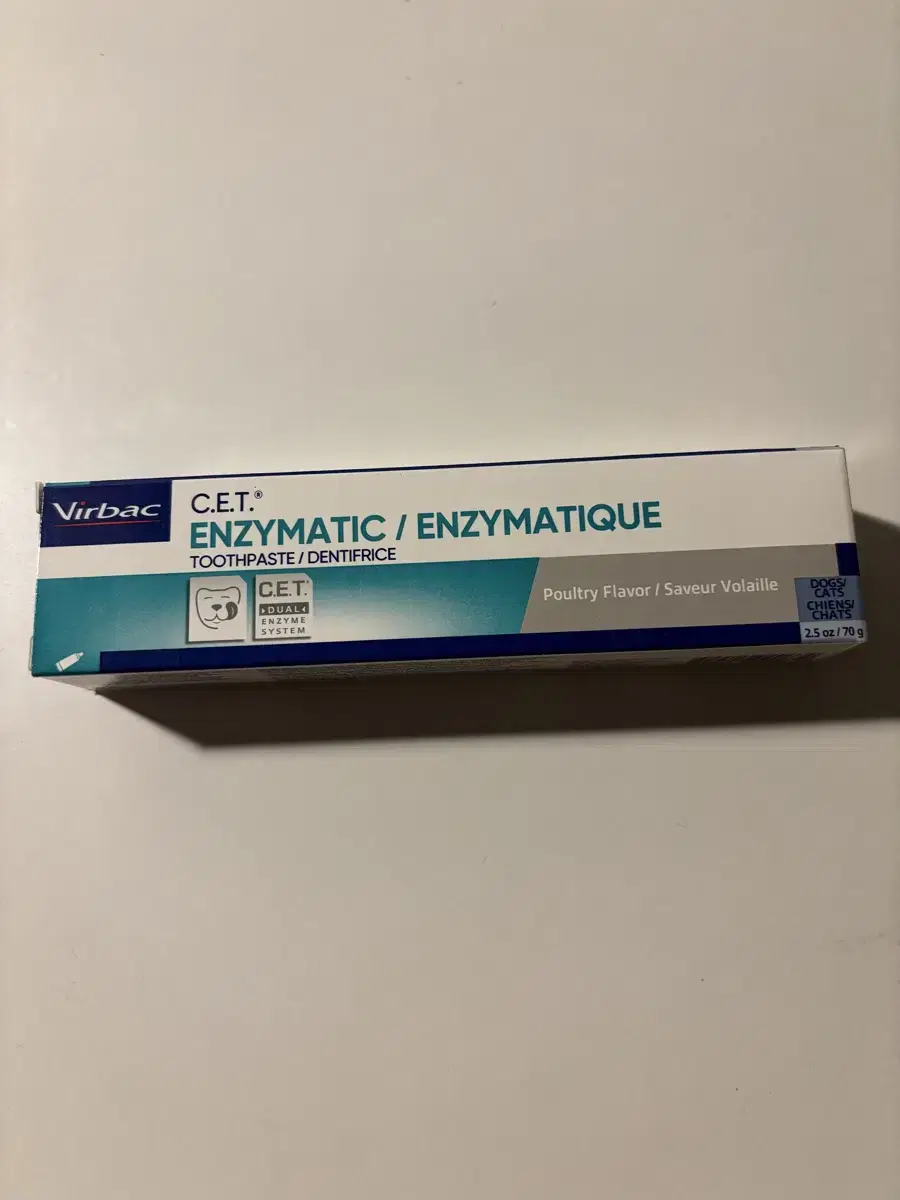 Virbac
C.E.T.®
ENZYMATIC / ENZYMATIQUE
TOOTHPASTE / DENTIFRICE
C.E.T.®
DUAL
ENZYME
SYSTEM
Poultry Flavor / Saveur Volaille
DOGS/
CATS
CHIENS/
CHATS
2.5 oz / 70 g